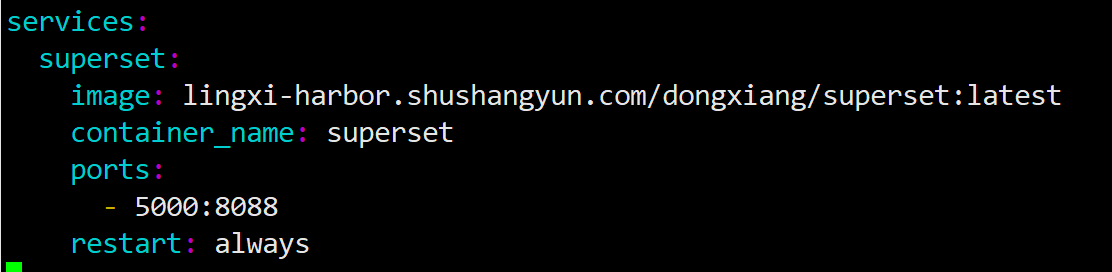 services:
  superset:
    image: lingxi-harbor.shushangyun.com/dongxiang/superset:latest
    container_name: superset
    ports:
      - 5000:8088
    restart: always